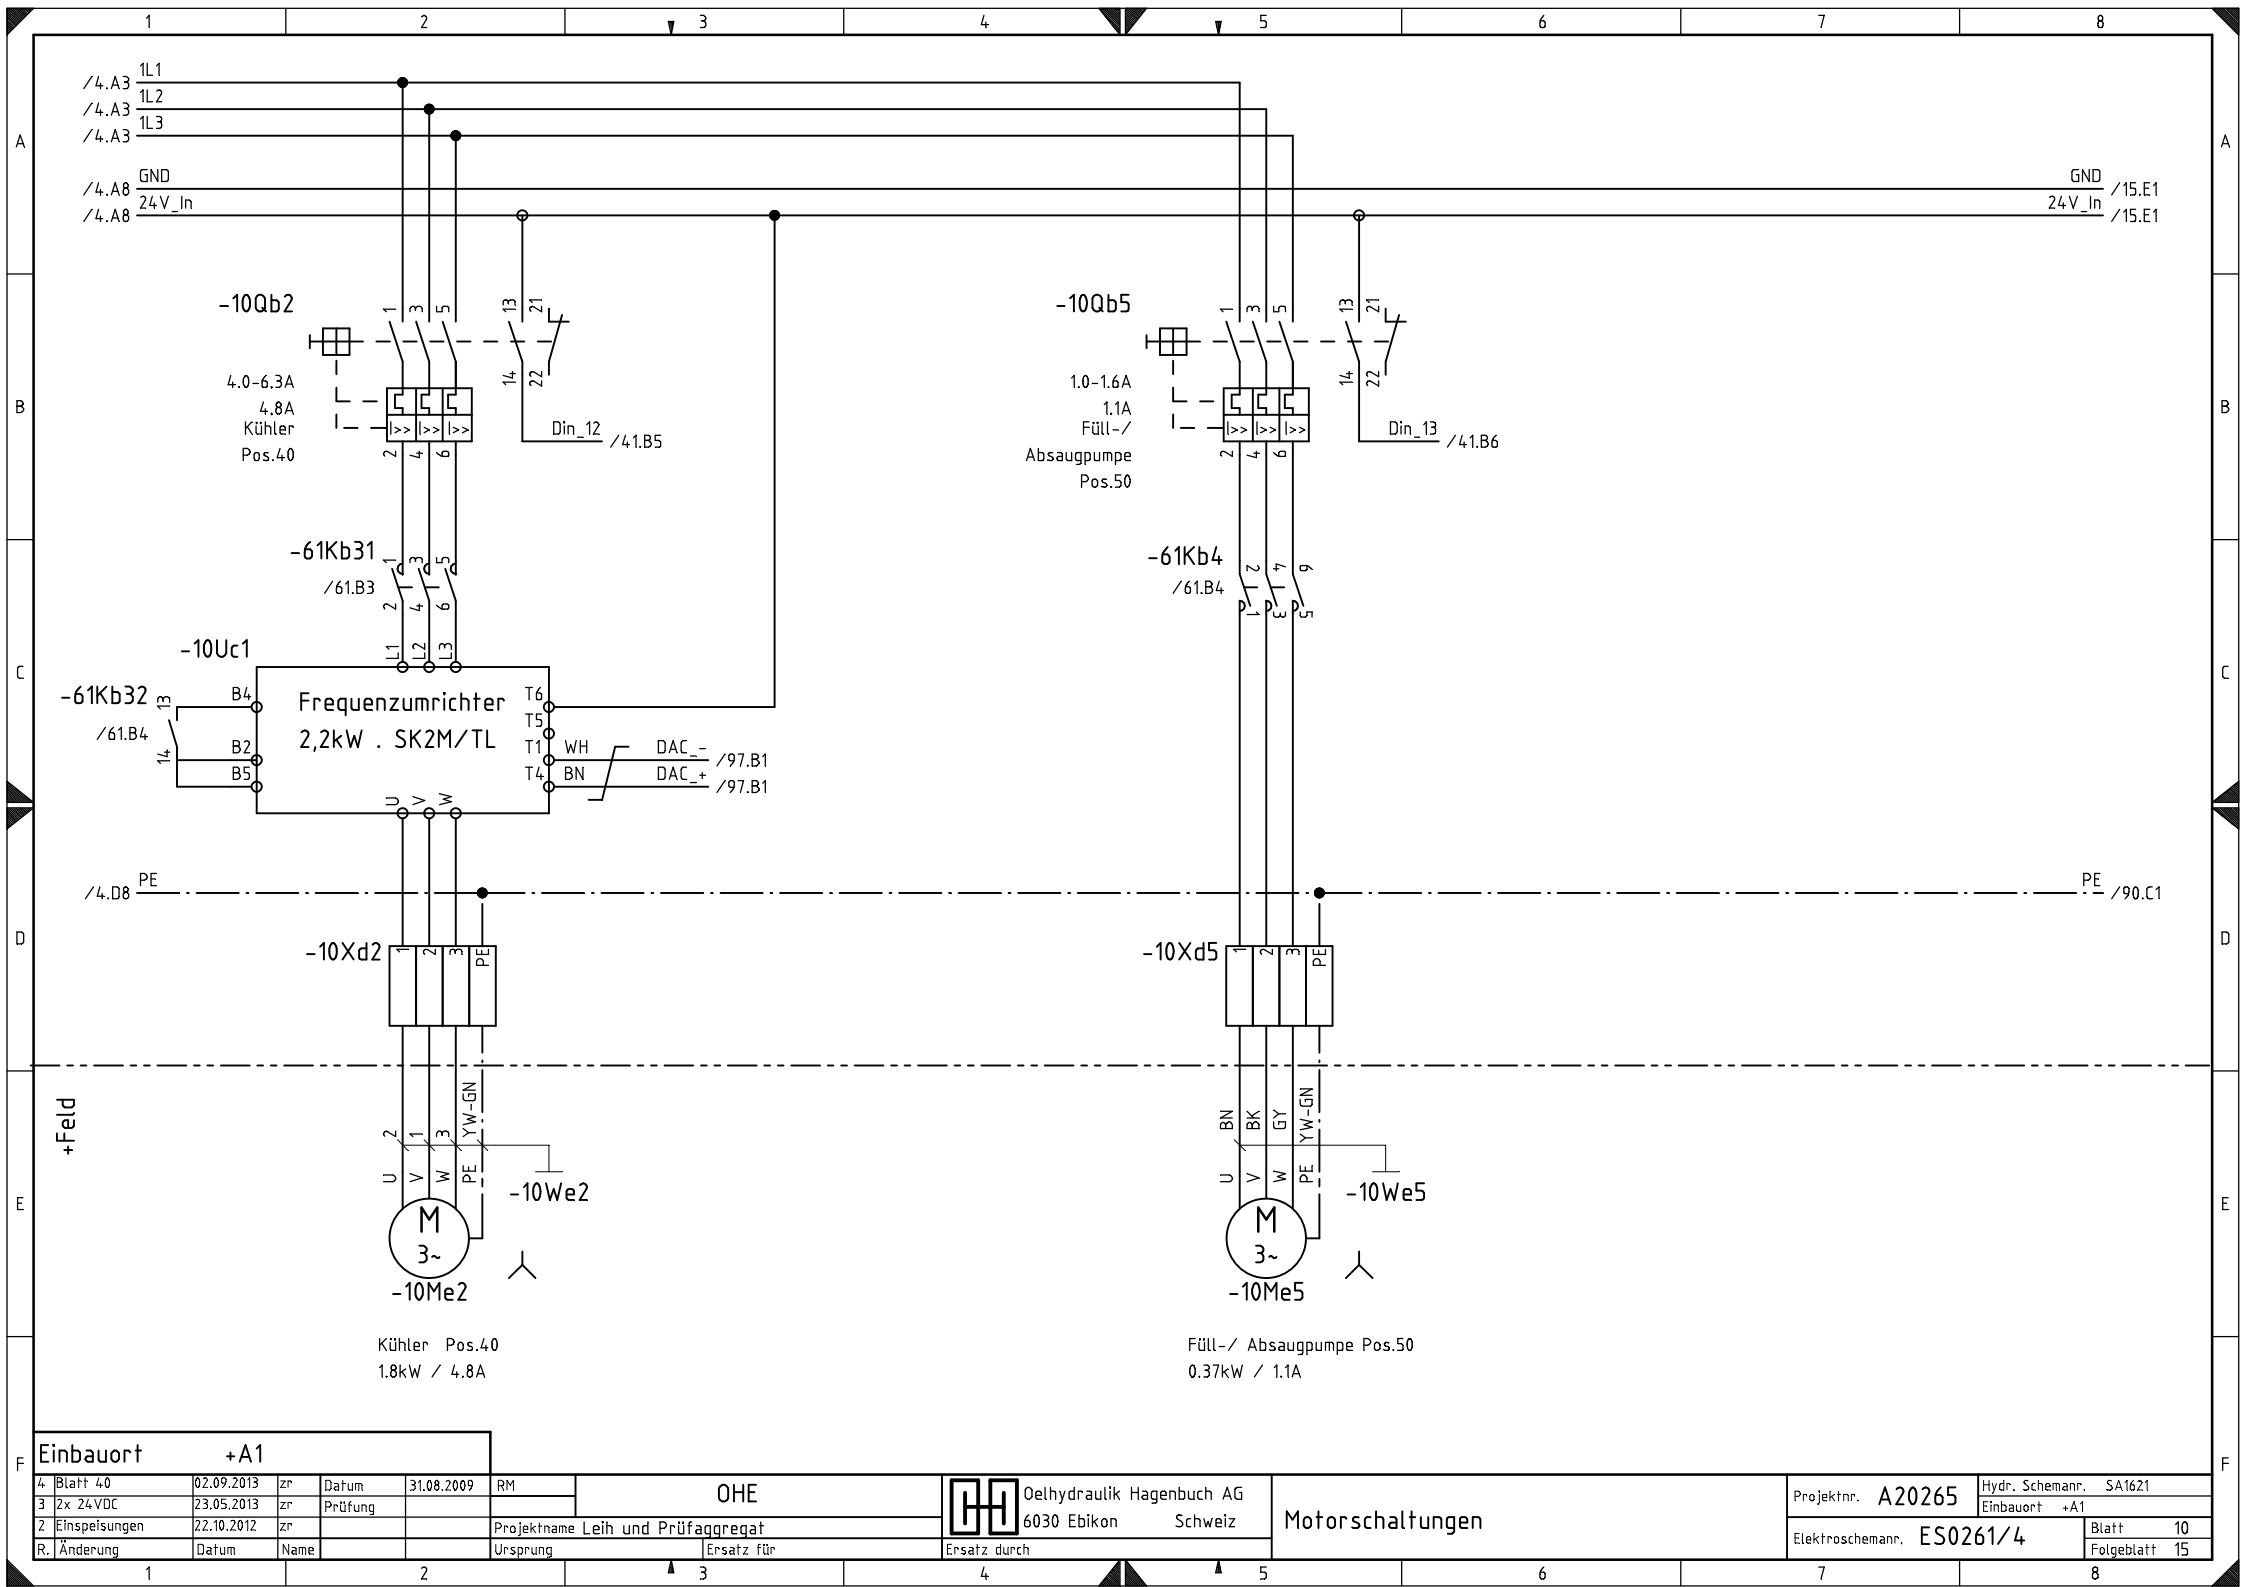 1 2 3 4 5 6 7 8
A A
B B
C C
D D
E E
F F
/4.A3 1L1
/4.A3 1L2
/4.A3 1L3
/4.A8 GND GND /15.E1
/4.A8 24V_In 24V_In /15.E1
-10Qb2
1 3 5 13 21
4.0-6.3A
4.8A
Kühler
Pos.40
I>> I>> I>>
2 4 6 14 22
Din_12 /41.B5
-10Qb5
1 3 5 13 21
1.0-1.6A
1.1A
Füll-/
Absaugpumpe
Pos.50
I>> I>> I>>
2 4 6 14 22
Din_13 /41.B6
-61Kb31
/61.B3
1 3 5
2 4 6
-61Kb4
/61.B4
2 4 6
1 3 5
-10Uc1
L1 L2 L3
-61Kb32
/61.B4
13
14
B4
B2
B5
Frequenzumrichter
2,2kW . SK2M/TL
T6
T5
T1 WH DAC_- /97.B1
T4 BN DAC_+ /97.B1
U V W
/4.D8 PE PE /90.C1
-10Xd2 1 2 3 PE
-10Xd5 1 2 3 PE
+Feld
2 1 3 YW-GN
U V W PE
-10We2
M
3~
-10Me2
BN BK GY YW-GN
U V W PE
-10We5
M
3~
-10Me5
Kühler Pos.40
1.8kW / 4.8A
Füll-/ Absaugpumpe Pos.50
0.37kW / 1.1A
Einbauort +A1
4 Blatt 40 02.09.2013 zr Datum 31.08.2009 RM
3 2x 24VDC 23.05.2013 zr Prüfung
2 Einspeisungen 22.10.2012 zr
R. Änderung Datum Name
OHE
Projektname Leih und Prüfaggregat
Ursprung Ersatz für Ersatz durch
Oelhydraulik Hagenbuch AG
6030 Ebikon Schweiz
Motorschaltungen
Projektnr. A20265
Hydr. Schemanr. SA1621
Einbauort +A1
Elektroschemanr. ES0261/4
Blatt 10
Folgeblatt 15
1 2 3 4 5 6 7 8